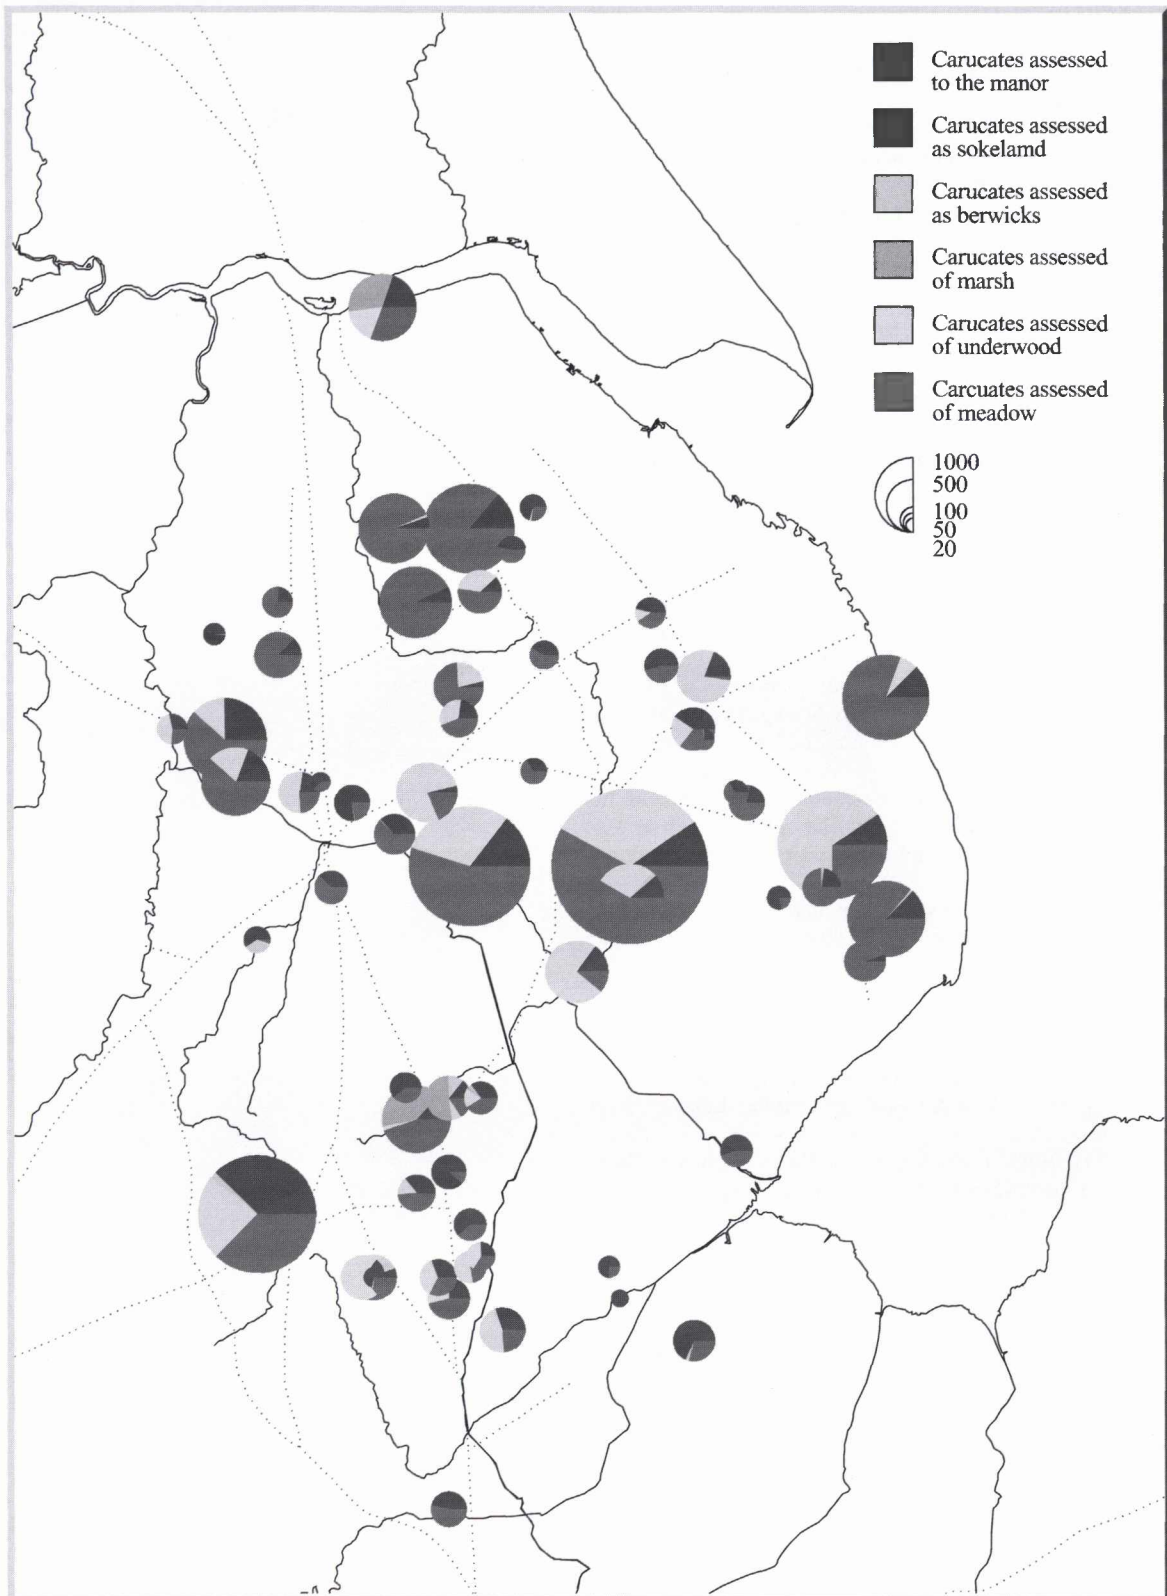 Carucates assessed
to the manor
Carucates assessed
as sokelamd
Carucates assessed
as berwicks
Carucates assessed
of marsh
Carucates assessed
of underwood
Carcuates assessed
of meadow
1000
500
100
50
20